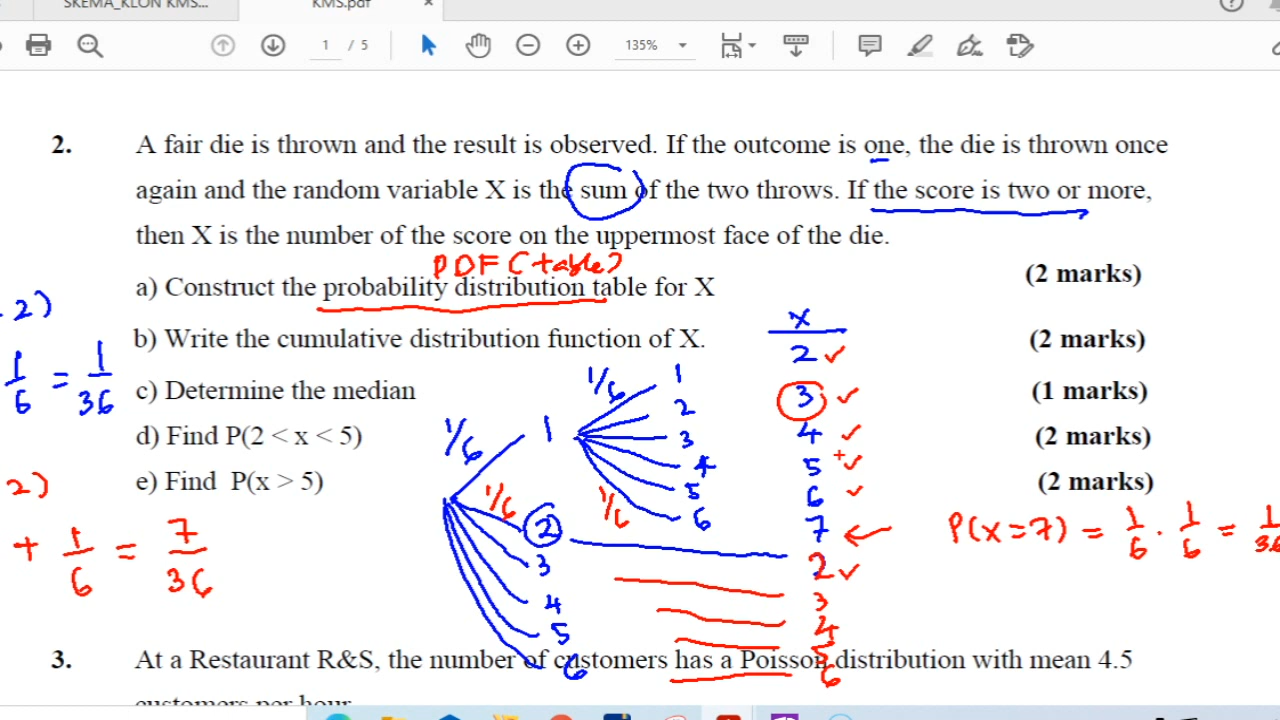 SKEMA_KLON KMS...
KMS.pdf
1 / 5
135%
2. A fair die is thrown and the result is observed. If the outcome is one, the die is thrown once
again and the random variable X is the sum of the two throws. If the score is two or more,
then X is the number of the score on the uppermost face of the die.
PDF (table)
a) Construct the probability distribution table for X (2 marks)
b) Write the cumulative distribution function of X. (2 marks)
c) Determine the median (1 marks)
d) Find P(2 < x < 5) (2 marks)
e) Find P(x > 5) (2 marks)
2)
1/6 = 1/36
2)
+ 1/6 = 7/36
1/6
1
1/6
2
3
4
5
6
1/6
1
2
3
4
5
6
1/6
x
2
3
4
5
6
7
2
3
4
5
6
P(x=7) = 1/6 . 1/6 = 1/36
3. At a Restaurant R&S, the number of customers has a Poisson distribution with mean 4.5
customers per hour